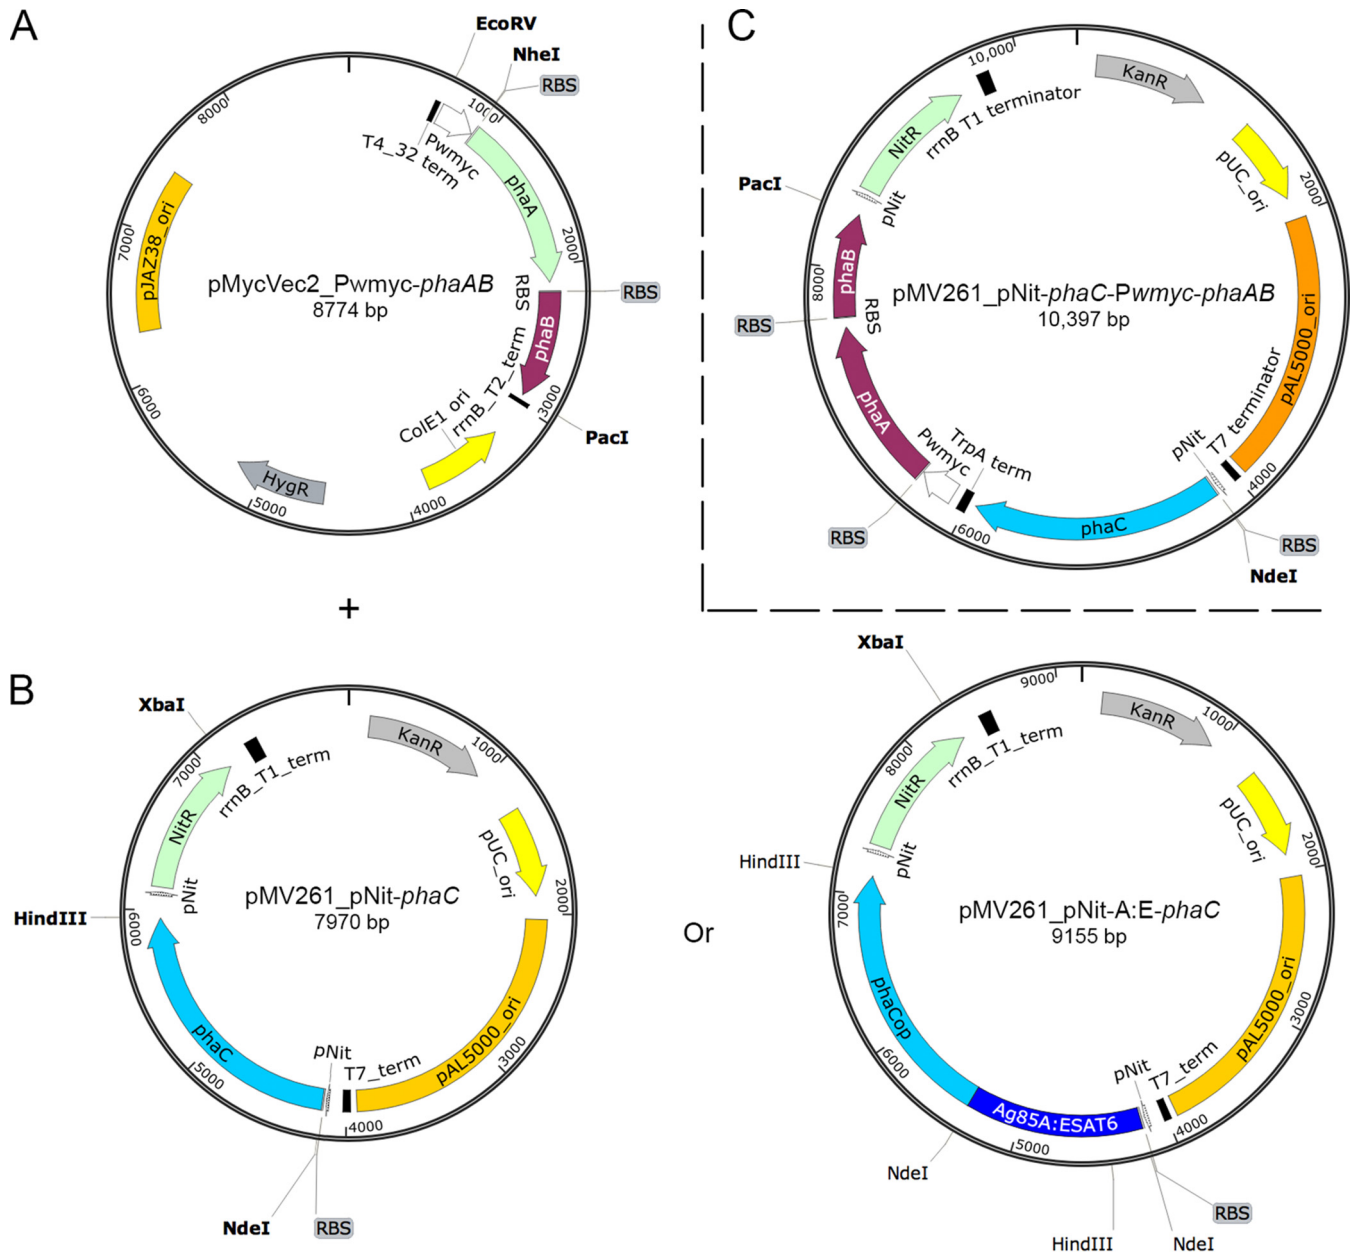 A
EcoRV
NheI
RBS
1000
T4_32 term
Pwmyc
phaA
8000
pJAZ38_ori
7000
2000
pMycVec2_Pwmyc-phaAB
8774 bp
RBS
RBS
phaB
rrnB_T2_term
3000
PacI
ColE1 ori
6000
HygR
5000
4000
+
C
10,000
KanR
rrnB T1 terminator
NitR
pUC_ori
2000
PacI
pNit
phaB
8000
pMV261_pNit-phaC-Pwmyc-phaAB
10,397 bp
RBS
RBS
pAL5000_ori
phaA
T7 terminator
pNit
TrpA term
Pwmyc
4000
RBS
6000
phaC
RBS
NdeI
B
XbaI
KanR
1000
7000
rrnB_T1_term
NitR
pUC_ori
pNit
2000
pMV261_pNit-phaC
7970 bp
HindIII
6000
pAL5000_ori
phaC
3000
pNit
T7_term
5000
4000
NdeI
RBS
Or
XbaI
9000
KanR
1000
8000
rrnB_T1_term
NitR
pUC_ori
HindIII
pNit
2000
7000
pMV261_pNit-A:E-phaC
9155 bp
phaCop
pAL5000_ori
3000
6000
pNit
T7_term
Ag85A:ESAT6
4000
5000
NdeI
RBS
HindIII
NdeI